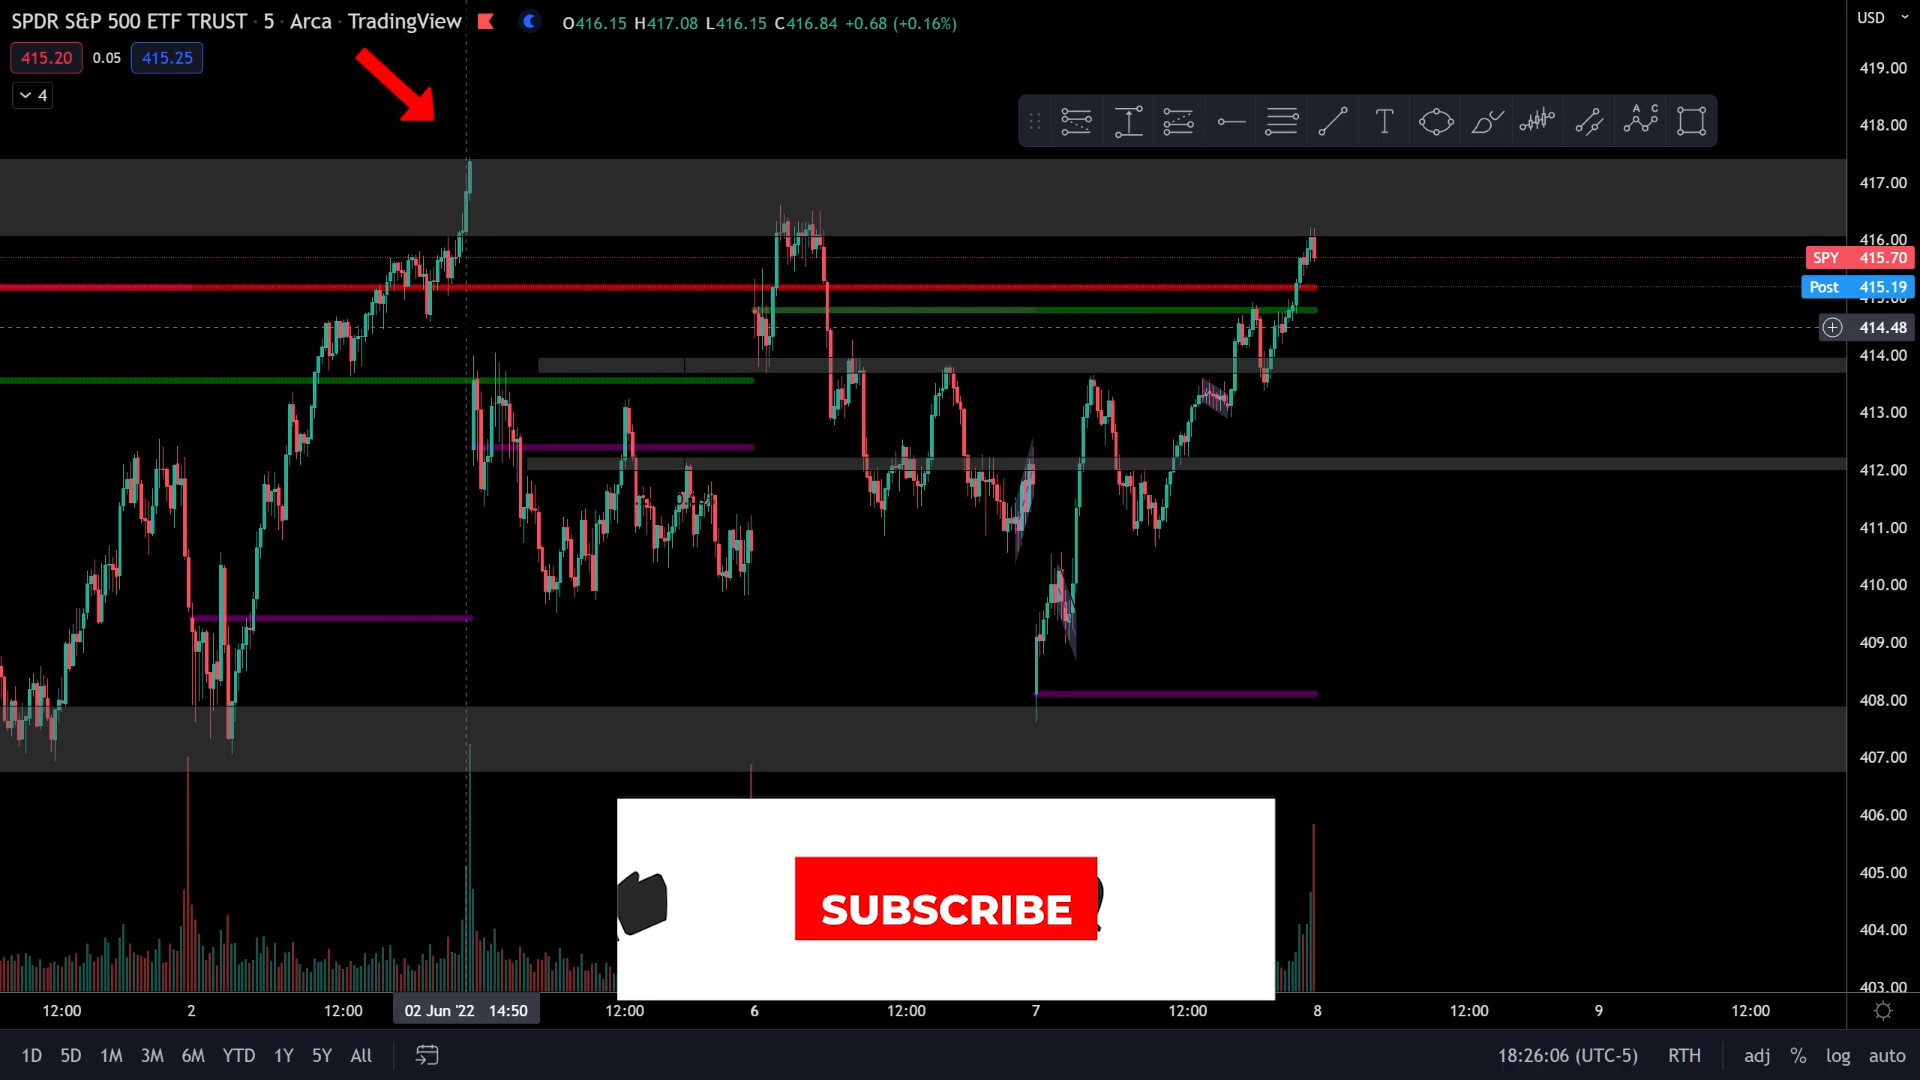 SPDR S&P 500 ETF TRUST · 5 · Arca · TradingView O416.15 H417.08 L416.15 C416.84 +0.68 (+0.16%) USD
415.20 0.05 415.25
4
A C
T
419.00
418.00
417.00
416.00
SPY 415.70
Post 415.19
415.00
414.48
414.00
413.00
412.00
411.00
410.00
409.00
408.00
407.00
406.00
405.00
404.00
403.00
SUBSCRIBE
12:00 2 12:00 02 Jun '22 14:50 12:00 6 12:00 7 12:00 8 12:00 9 12:00
1D 5D 1M 3M 6M YTD 1Y 5Y All 18:26:06 (UTC-5) RTH adj % log auto